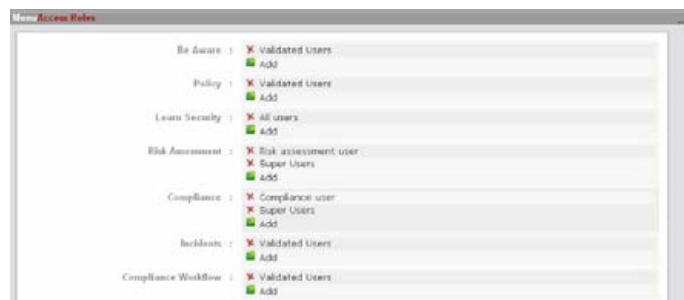 Menu Access Roles
Be Aware : Validated Users
Add
Policy : Validated Users
Add
Learn Security : All users
Add
Risk Assessment : Risk assessment user
Super Users
Add
Compliance : Compliance user
Super Users
Add
Incidents : Validated Users
Add
Compliance Workflow : Validated Users
Add